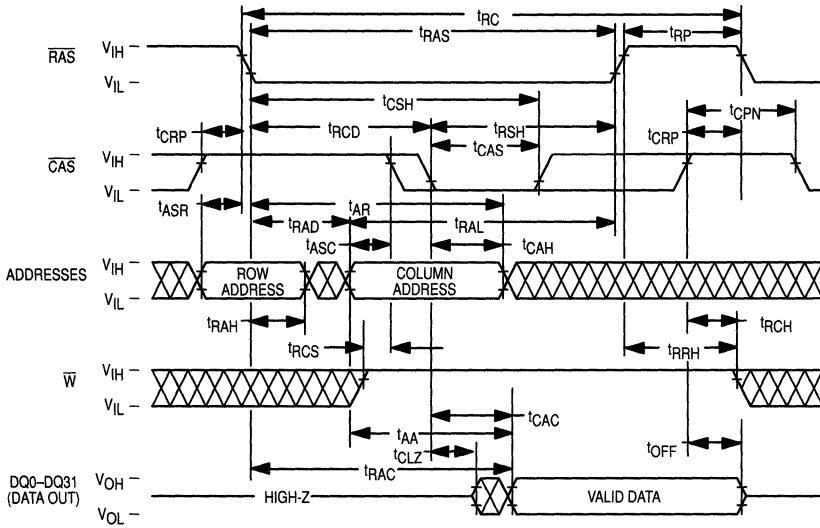 tRC
tRAS
tRP
RAS
VIH
VIL
tCSH
tCPN
tCRP
tRCD
tRSH
tCRP
tCAS
CAS
VIH
VIL
tASR
tAR
tRAD
tRAL
tASC
tCAH
ADDRESSES
VIH
VIL
ROW ADDRESS
COLUMN ADDRESS
tRAH
tRCH
tRCS
tRRH
W
VIH
VIL
tCAC
tAA
tCLZ
tOFF
tRAC
DQ0–DQ31
(DATA OUT)
VOH
VOL
HIGH-Z
VALID DATA